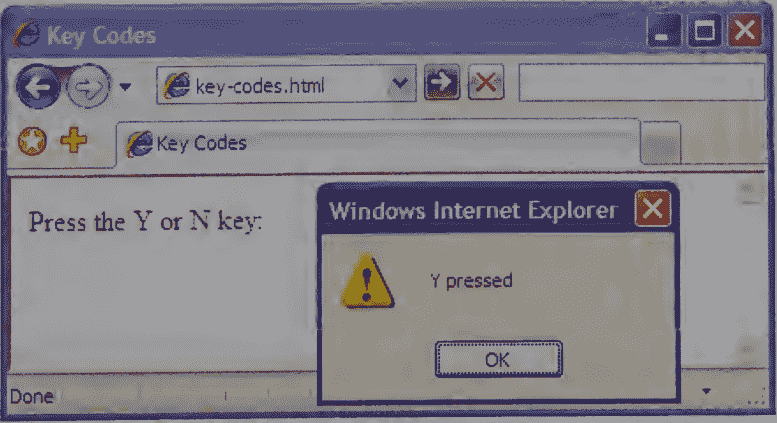 Key Codes
key-codes.html
Key Codes
Press the Y or N key:
Windows Internet Explorer
Y pressed
OK
Done